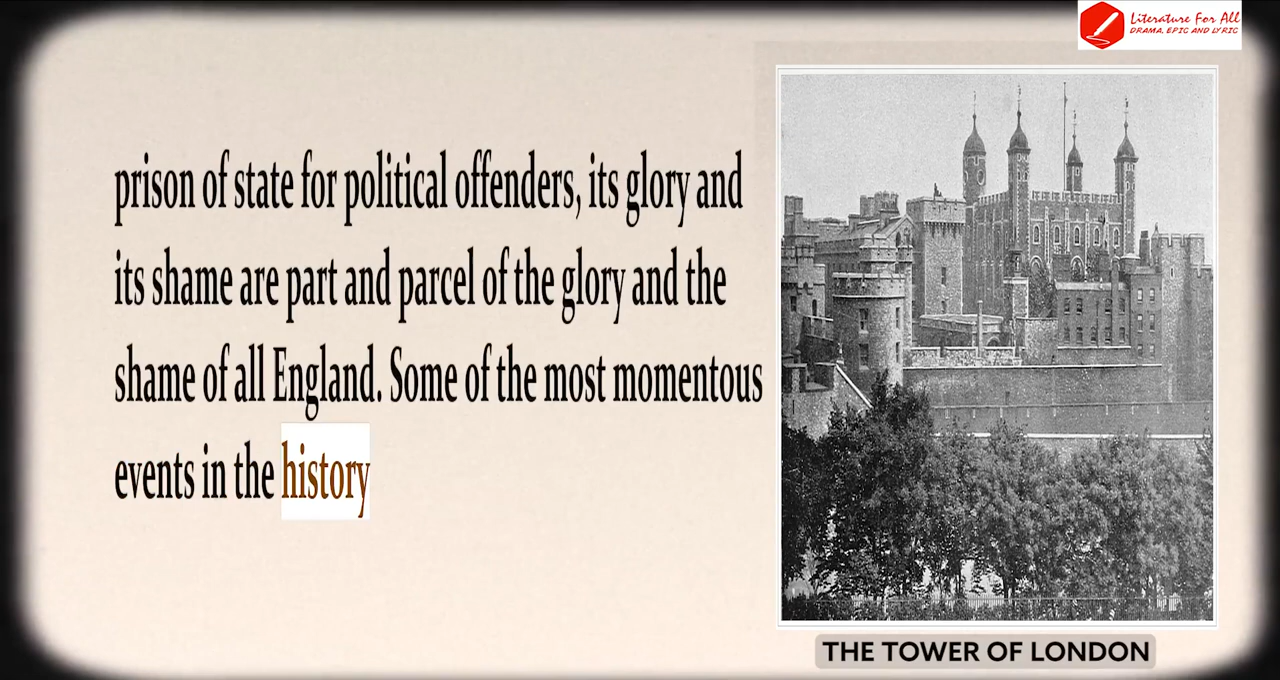 Literature For All
DRAMA, EPIC AND LYRIC
prison of state for political offenders, its glory and
its shame are part and parcel of the glory and the
shame of all England. Some of the most momentous
events in the history
THE TOWER OF LONDON